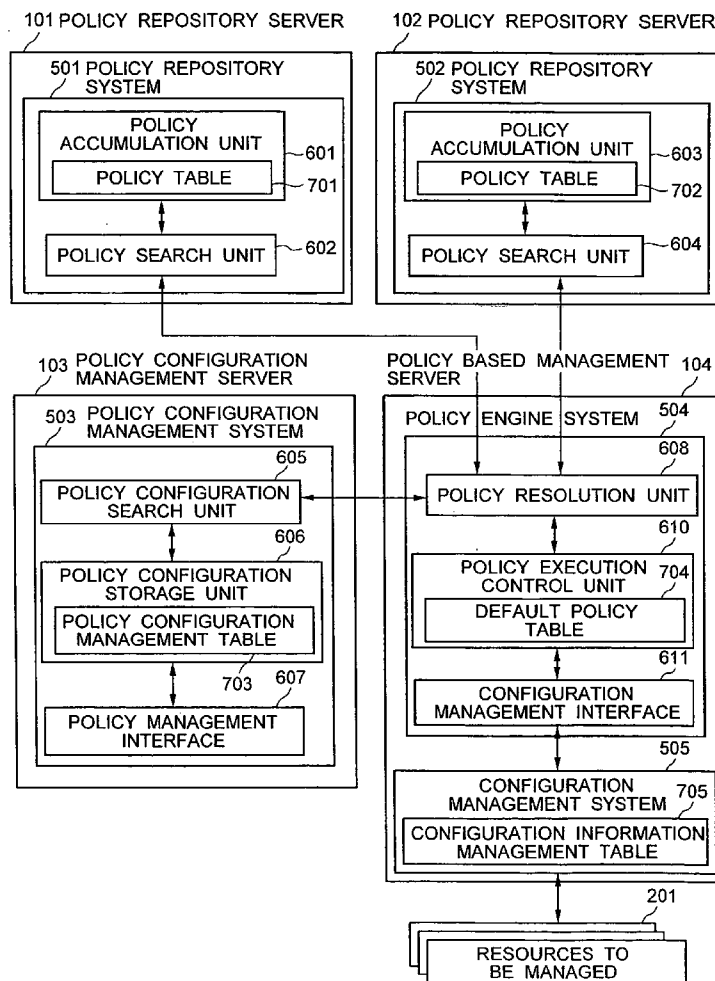 101 POLICY REPOSITORY SERVER
501 POLICY REPOSITORY
SYSTEM
POLICY
ACCUMULATION UNIT
601
POLICY TABLE
701
POLICY SEARCH UNIT
602
102 POLICY REPOSITORY SERVER
502 POLICY REPOSITORY
SYSTEM
POLICY
ACCUMULATION UNIT
603
POLICY TABLE
702
POLICY SEARCH UNIT
604
103 POLICY CONFIGURATION
MANAGEMENT SERVER
503 POLICY CONFIGURATION
MANAGEMENT SYSTEM
605
POLICY CONFIGURATION
SEARCH UNIT
606
POLICY CONFIGURATION
STORAGE UNIT
POLICY CONFIGURATION
MANAGEMENT TABLE
703
607
POLICY MANAGEMENT
INTERFACE
POLICY BASED MANAGEMENT
SERVER
104
POLICY ENGINE SYSTEM
504
608
POLICY RESOLUTION UNIT
610
POLICY EXECUTION
CONTROL UNIT
704
DEFAULT POLICY
TABLE
611
CONFIGURATION
MANAGEMENT INTERFACE
505
CONFIGURATION
MANAGEMENT SYSTEM
705
CONFIGURATION INFORMATION
MANAGEMENT TABLE
201
RESOURCES TO
BE MANAGED